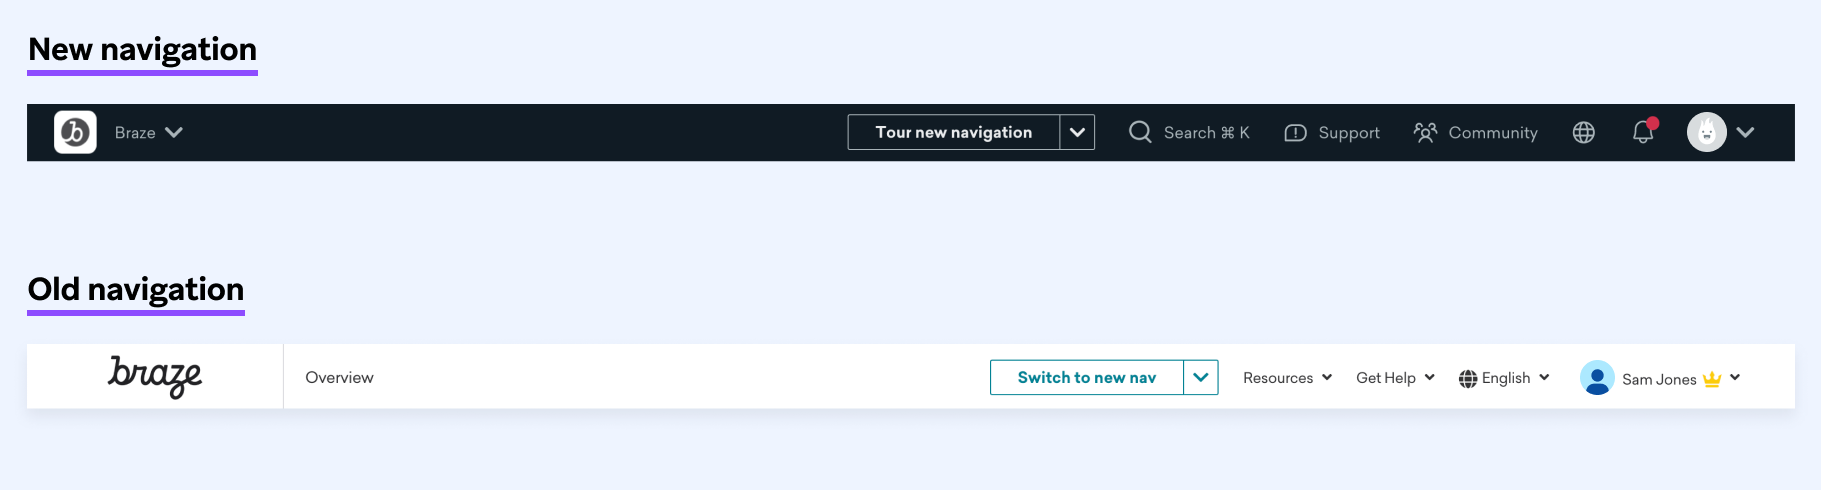 New navigation
Braze Tour new navigation Search ⌘ K Support Community
Old navigation
braze Overview Switch to new nav Resources Get Help English Sam Jones